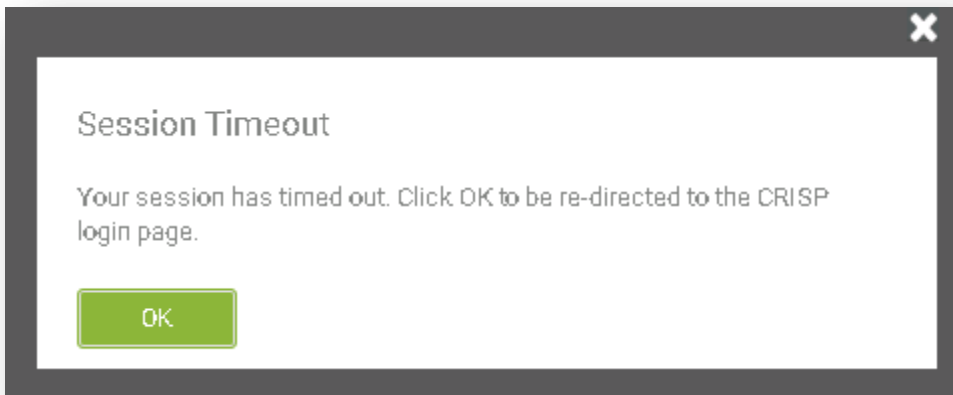 Session Timeout
Your session has timed out. Click OK to be re-directed to the CRISP
login page.
OK